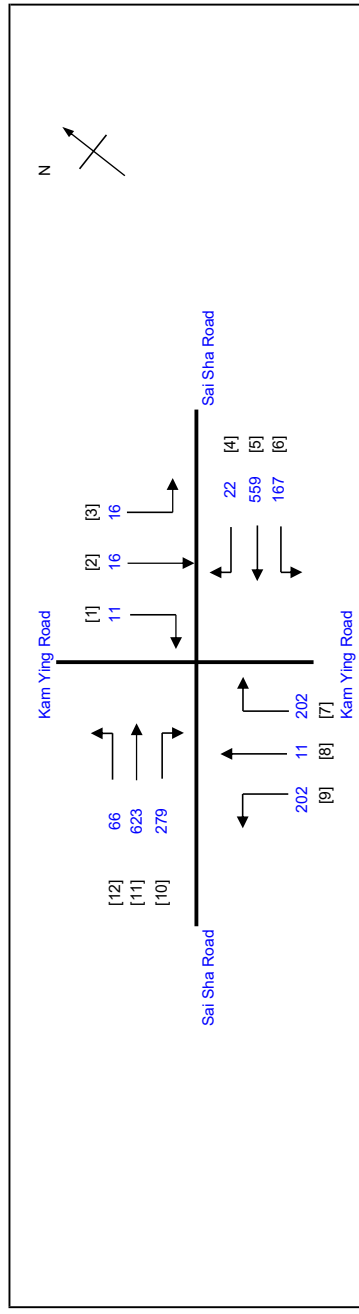 Kam Ying Road
N
[1] [2] [3]
11 16 16
[12] 66
[11] 623
[10] 279
Sai Sha Road
Sai Sha Road
22 [4]
559 [5]
167 [6]
202 11 202
[9] [8] [7]
Kam Ying Road